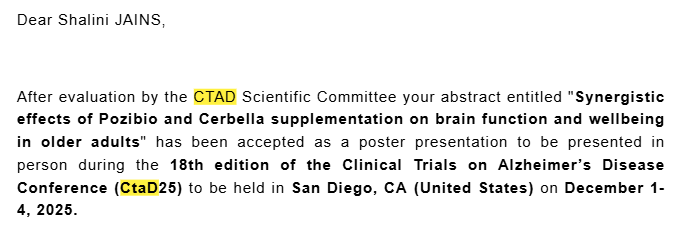 Dear Shalini JAINS,
After evaluation by the CTAD Scientific Committee your abstract entitled "Synergistic
effects of Pozibio and Cerbella supplementation on brain function and wellbeing
in older adults" has been accepted as a poster presentation to be presented in
person during the 18th edition of the Clinical Trials on Alzheimer’s Disease
Conference (CtaD25) to be held in San Diego, CA (United States) on December 1-
4, 2025.